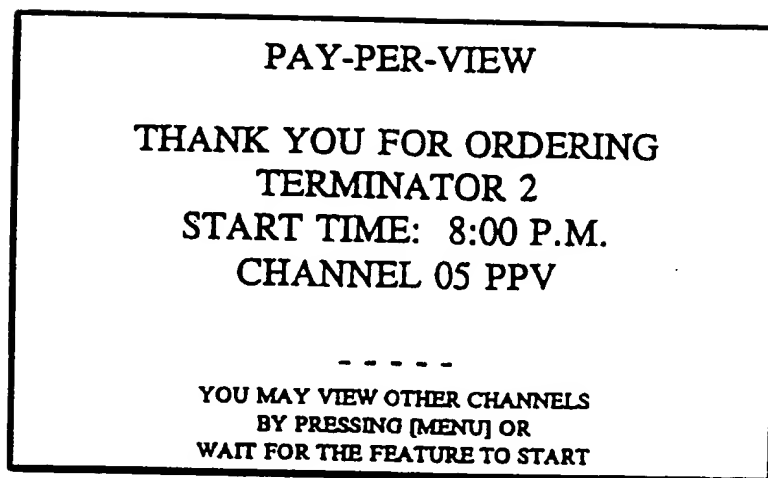 PAY-PER-VIEW
THANK YOU FOR ORDERING
TERMINATOR 2
START TIME: 8:00 P.M.
CHANNEL 05 PPV
- - - - -
YOU MAY VIEW OTHER CHANNELS
BY PRESSING [MENU] OR
WAIT FOR THE FEATURE TO START